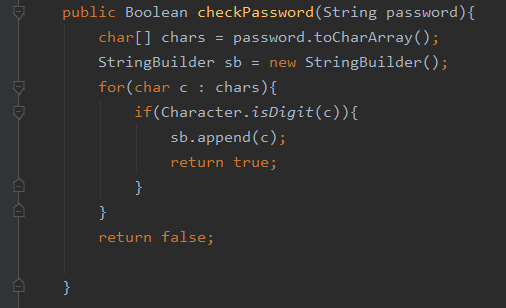 public Boolean checkPassword(String password){
char[] chars = password.toCharArray();
StringBuilder sb = new StringBuilder();
for(char c : chars){
if(Character.isDigit(c)){
sb.append(c);
return true;
}
}
return false;
}